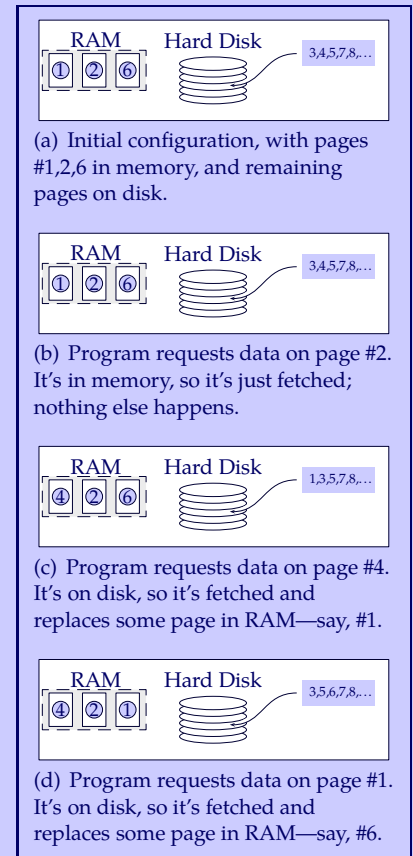 RAM Hard Disk
1 2 6 3,4,5,7,8,...
(a) Initial configuration, with pages
#1,2,6 in memory, and remaining
pages on disk.
RAM Hard Disk
1 2 6 3,4,5,7,8,...
(b) Program requests data on page #2.
It's in memory, so it's just fetched;
nothing else happens.
RAM Hard Disk
4 2 6 1,3,5,7,8,...
(c) Program requests data on page #4.
It's on disk, so it's fetched and
replaces some page in RAM—say, #1.
RAM Hard Disk
4 2 1 3,5,6,7,8,...
(d) Program requests data on page #1.
It's on disk, so it's fetched and
replaces some page in RAM—say, #6.